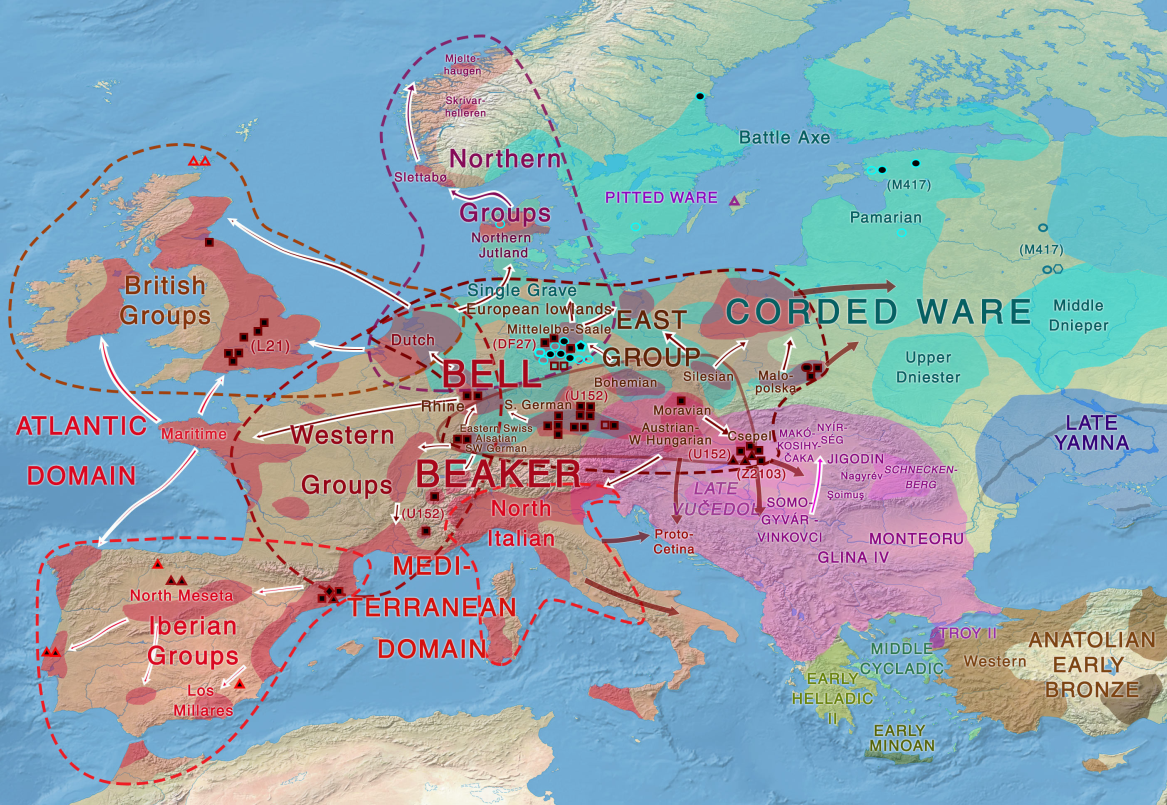 Mjelte-
haugen
Skrivar-
helleren
Northern
Slettabø
Groups
Northern
Jutland
Battle Axe
PITTED WARE
(M417)
Pamarian
(M417)
British
Groups
(L21)
Single Grave
European lowlands
Mittelelbe-Saale
(DF27)
EAST
GROUP
CORDED WARE
Middle
Dnieper
Upper
Dniester
Dutch
BELL
Bohemian
Silesian
Malo-
polska
Rhine
S. German
(U152)
Moravian
Eastern Swiss
Alsatian
SW German
Austrian-
W Hungarian
(U152)
Csepel
(Z2103)
MAKÓ-
KOSIHY-
ČAKA
NYÍR-
SÉG
JIGODIN
Nagyrév
SCHNECKEN-
BERG
Şoimuş
LATE
YAMNA
ATLANTIC
DOMAIN
Maritime
Western
Groups
BEAKER
(U152)
LATE
VUČEDOL
SOMO-
GYVÁR -
VINKOVCI
MONTEORU
GLINA IV
North
Italian
Proto-
Cetina
MEDI-
TERRANEAN
DOMAIN
North Meseta
Iberian
Groups
Los
Millares
TROY II
MIDDLE
CYCLADIC
Western
ANATOLIAN
EARLY
BRONZE
EARLY
HELLADIC
II
EARLY
MINOAN